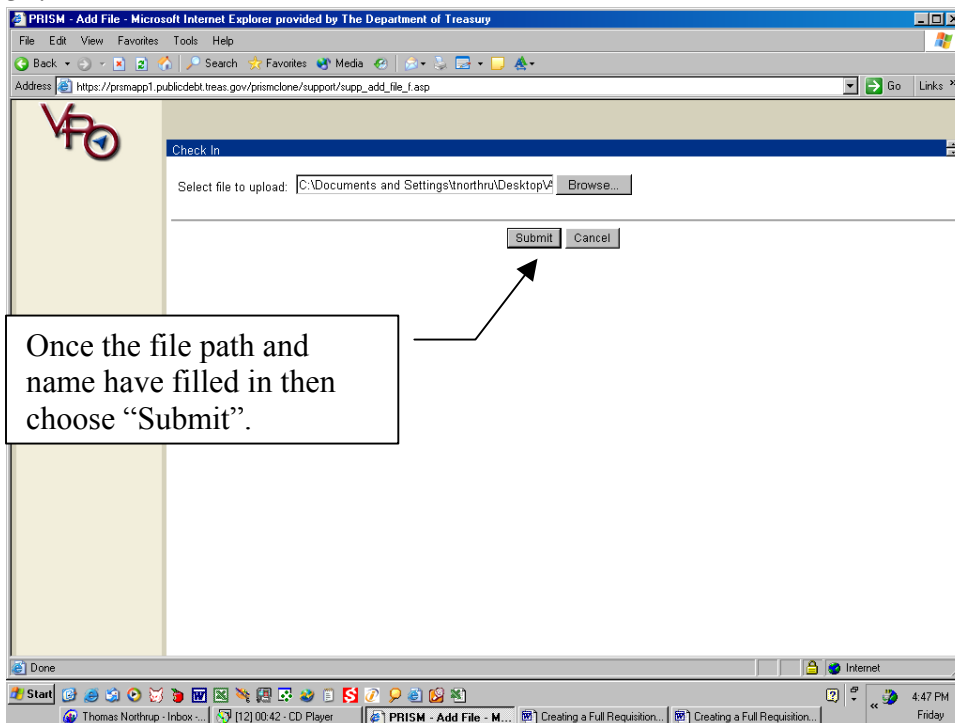 PRISM - Add File - Microsoft Internet Explorer provided by The Department of Treasury
File Edit View Favorites Tools Help
Back Search Favorites Media
Address https://prsmapp1.publicdebt.treas.gov/prismclone/support/supp_add_file_f.asp Go Links »
VPO
Check In
Select file to upload: C:\Documents and Settings\tnorthru\Desktop\A Browse...
Submit Cancel
Once the file path and
name have filled in then
choose “Submit”.
Done Internet
Start « 4:47 PM
Thomas Northrup - Inbox -... [12] 00:42 - CD Player PRISM - Add File - M... Creating a Full Requisition... Creating a Full Requisition... Friday